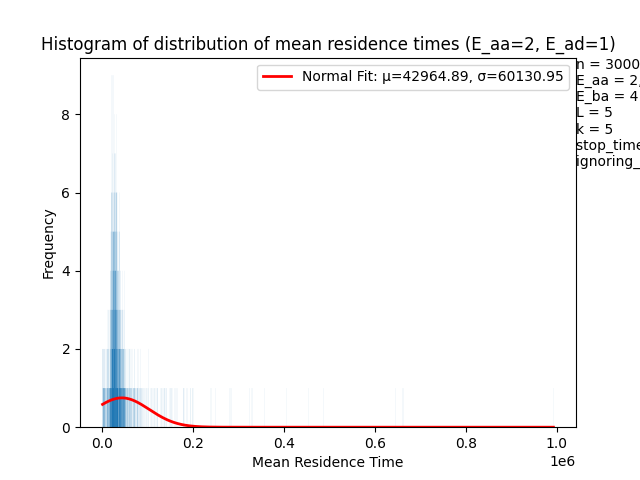 Histogram of distribution of mean residence times (E_aa=2, E_ad=1)
Normal Fit: μ=42964.89, σ=60130.95
n = 3000
E_aa = 2,
E_ba = 4
L = 5
k = 5
stop_time
ignoring_
Frequency
8
6
4
2
0
0.0 0.2 0.4 0.6 0.8 1.0
1e6
Mean Residence Time